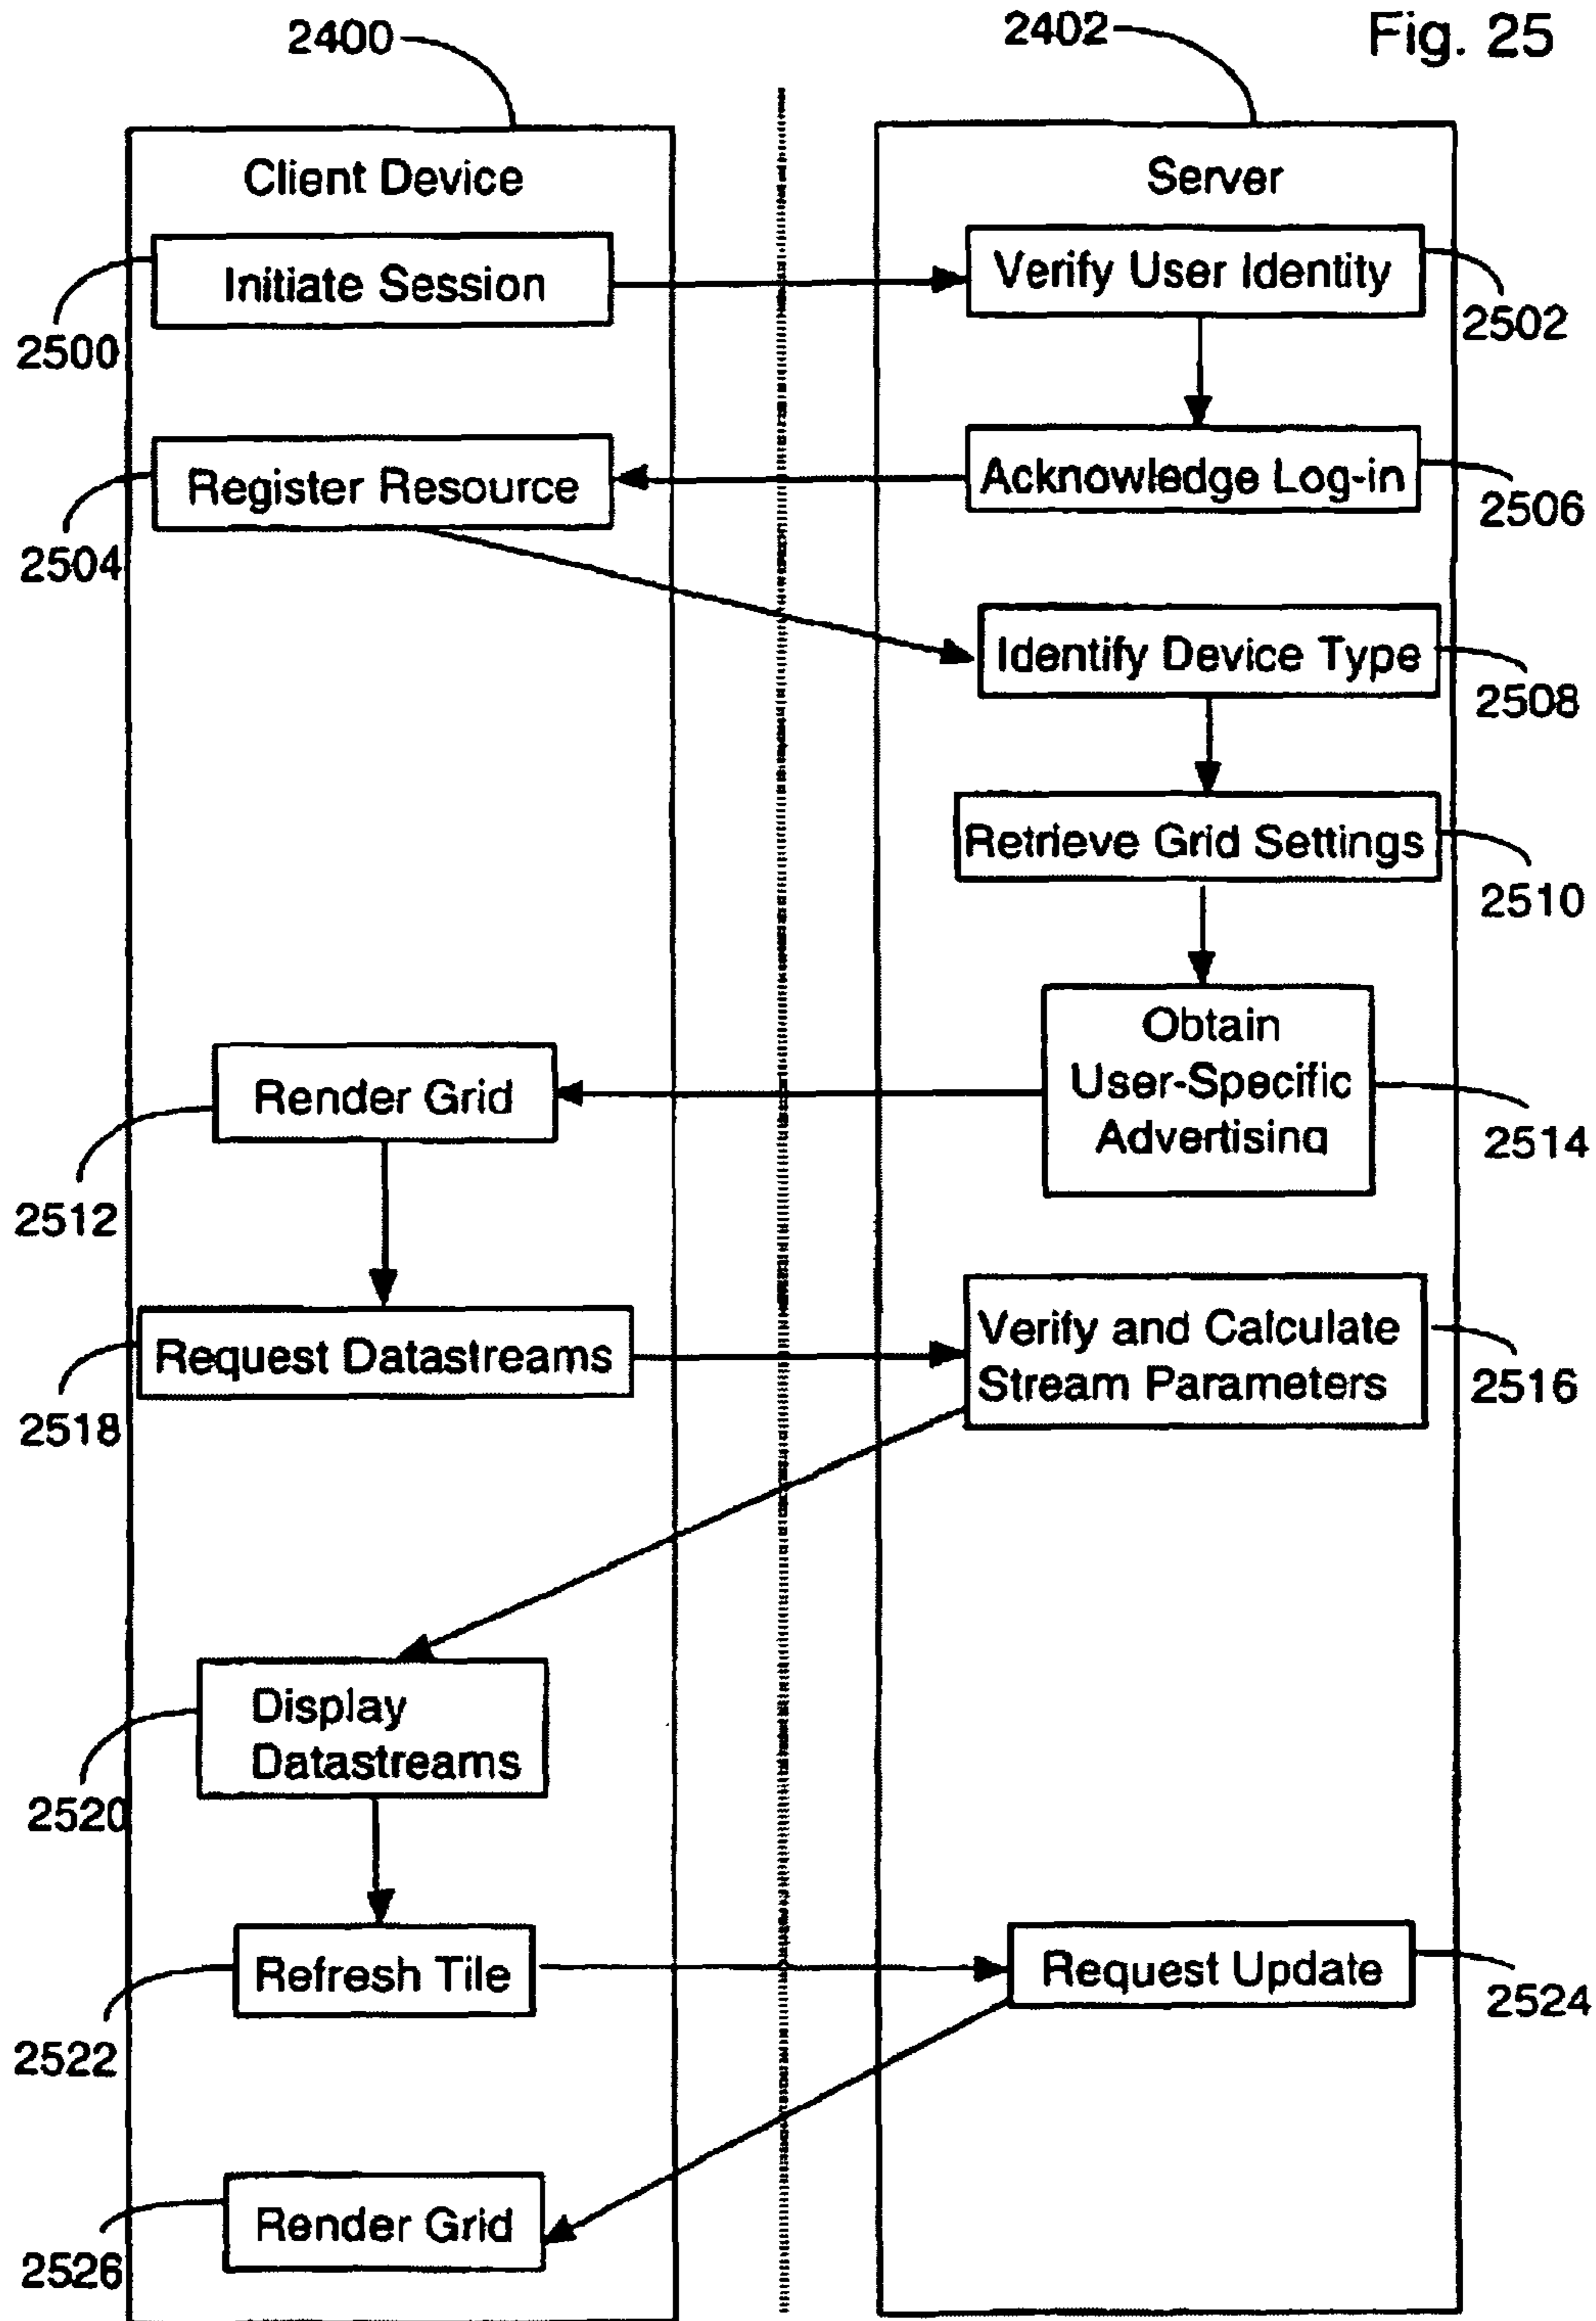 2400
2402
Fig. 25
Client Device
Server
Initiate Session
Verify User Identity
2500
2502
Register Resource
Acknowledge Log-in
2504
2506
Identify Device Type
2508
Retrieve Grid Settings
2510
Obtain
User-Specific
Advertising
Render Grid
2514
2512
Request Datastreams
Verify and Calculate
Stream Parameters
2518
2516
Display
Datastreams
2520
Refresh Tile
Request Update
2522
2524
Render Grid
2526